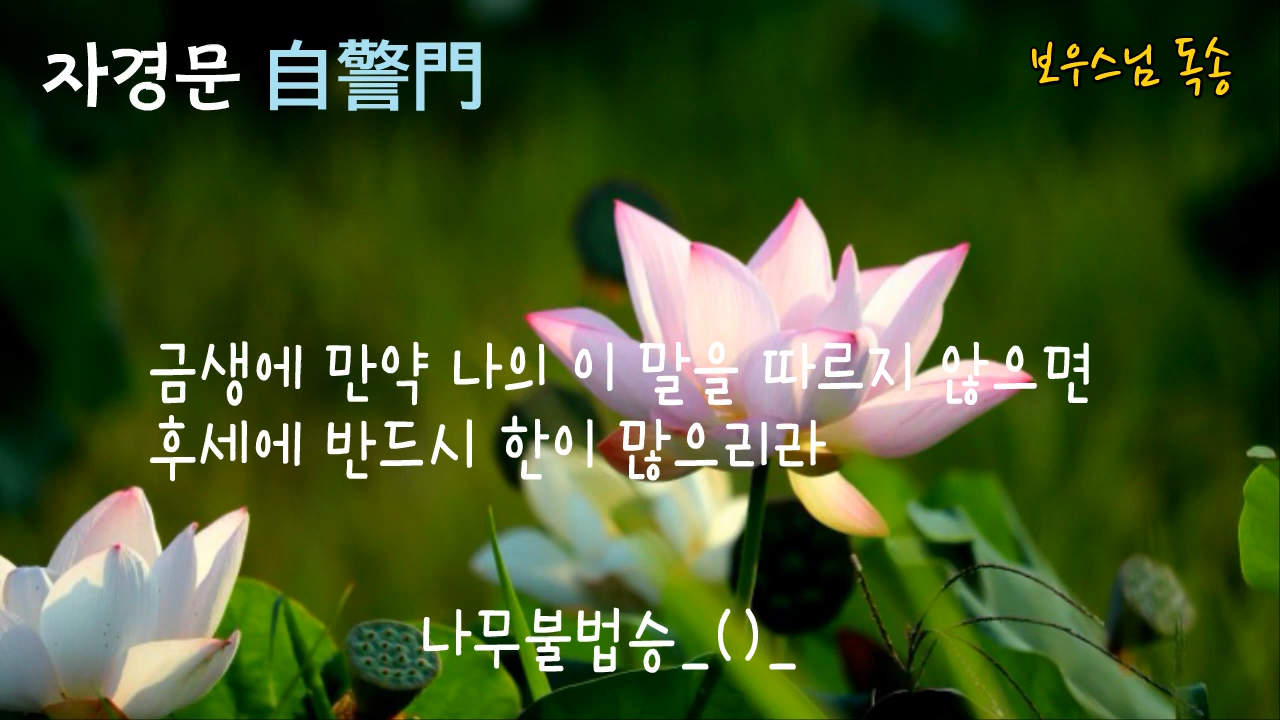 자경문 自警門
보우스님 독송
금생에 만약 나의 이 말을 따르지 않으면
후세에 반드시 한이 많으리라
나무불법승_()_